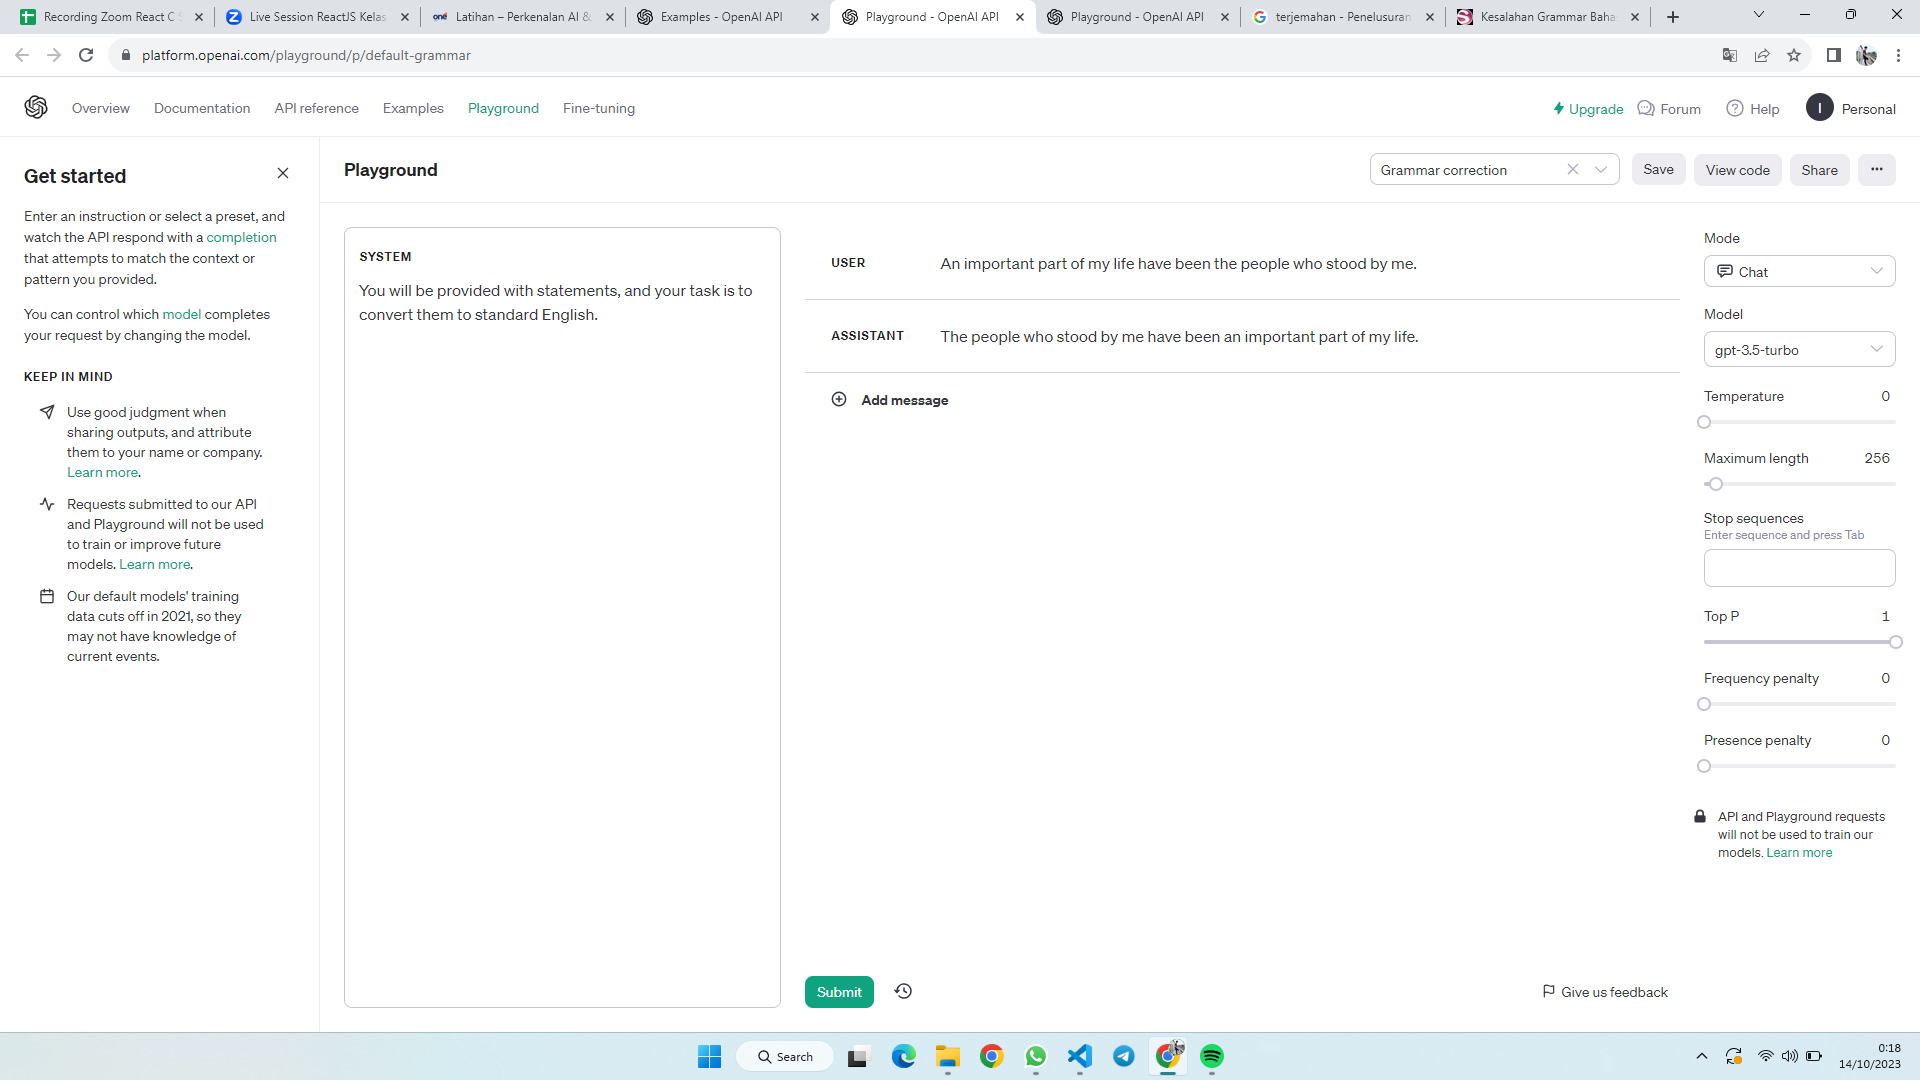 Recording Zoom React C S
Live Session ReactJS Kelas
Latihan – Perkenalan AI &
Examples - OpenAI API
Playground - OpenAI API
Playground - OpenAI API
terjemahan - Penelusuran
Kesalahan Grammar Baha
platform.openai.com/playground/p/default-grammar
Overview
Documentation
API reference
Examples
Playground
Fine-tuning
Upgrade
Forum
Help
I
Personal
Get started
Enter an instruction or select a preset, and
watch the API respond with a completion
that attempts to match the context or
pattern you provided.
You can control which model completes
your request by changing the model.
KEEP IN MIND
Use good judgment when
sharing outputs, and attribute
them to your name or company.
Learn more.
Requests submitted to our API
and Playground will not be used
to train or improve future
models. Learn more.
Our default models' training
data cuts off in 2021, so they
may not have knowledge of
current events.
Playground
Grammar correction
Save
View code
Share
...
SYSTEM
You will be provided with statements, and your task is to
convert them to standard English.
USER
An important part of my life have been the people who stood by me.
ASSISTANT
The people who stood by me have been an important part of my life.
Add message
Submit
Give us feedback
Mode
Chat
Model
gpt-3.5-turbo
Temperature 0
Maximum length 256
Stop sequences
Enter sequence and press Tab
Top P 1
Frequency penalty 0
Presence penalty 0
API and Playground requests
will not be used to train our
models. Learn more
Search
0:18
14/10/2023